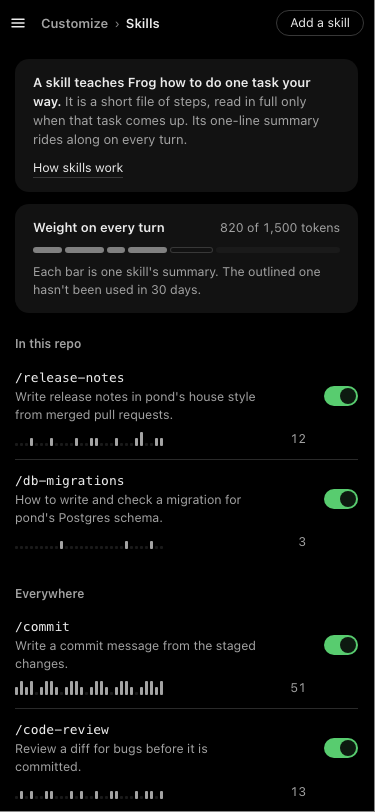 Customize › Skills
Add a skill
A skill teaches Frog how to do one task your
way. It is a short file of steps, read in full only
when that task comes up. Its one-line summary
rides along on every turn.
How skills work
Weight on every turn
820 of 1,500 tokens
Each bar is one skill's summary. The outlined one
hasn't been used in 30 days.
In this repo
/release-notes
Write release notes in pond's house style
from merged pull requests.
12
/db-migrations
How to write and check a migration for
pond's Postgres schema.
3
Everywhere
/commit
Write a commit message from the staged
changes.
51
/code-review
Review a diff for bugs before it is
committed.
13